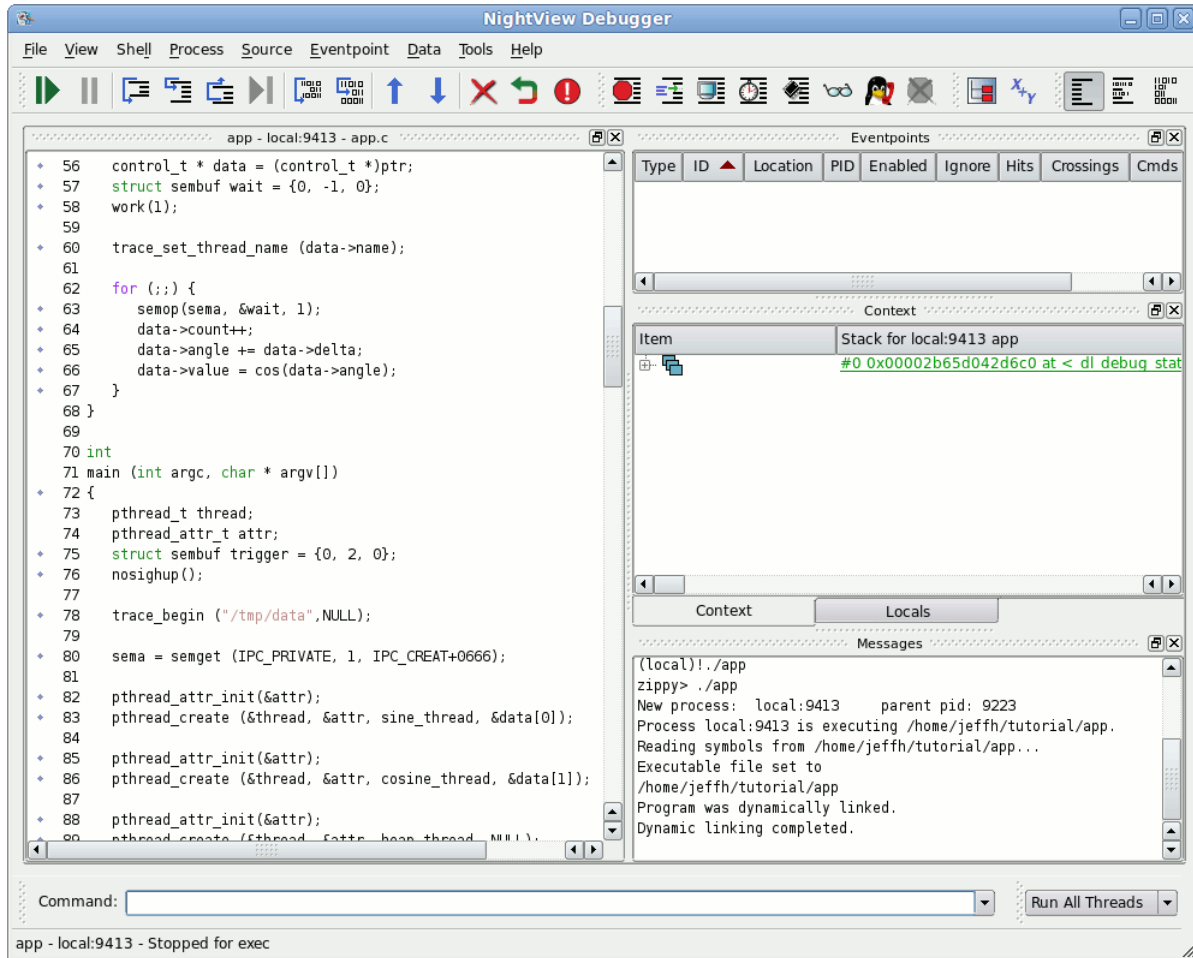 NightView Debugger
File View Shell Process Source Eventpoint Data Tools Help
app - local:9413 - app.c
56 control_t * data = (control_t *)ptr;
57 struct sembuf wait = {0, -1, 0};
58 work(1);
59
60 trace_set_thread_name (data->name);
61
62 for (;;) {
63 semop(sema, &wait, 1);
64 data->count++;
65 data->angle += data->delta;
66 data->value = cos(data->angle);
67 }
68 }
69
70 int
71 main (int argc, char * argv[])
72 {
73 pthread_t thread;
74 pthread_attr_t attr;
75 struct sembuf trigger = {0, 2, 0};
76 nosighup();
77
78 trace_begin ("/tmp/data",NULL);
79
80 sema = semget (IPC_PRIVATE, 1, IPC_CREAT+0666);
81
82 pthread_attr_init(&attr);
83 pthread_create (&thread, &attr, sine_thread, &data[0]);
84
85 pthread_attr_init(&attr);
86 pthread_create (&thread, &attr, cosine_thread, &data[1]);
87
88 pthread_attr_init(&attr);
89 pthread_create (&thread, &attr, heap_thread, NULL);
Eventpoints
Type ID Location PID Enabled Ignore Hits Crossings Cmds
Context
Item Stack for local:9413 app
#0 0x00002b65d042d6c0 at <_dl_debug_stat
Context Locals
Messages
(local)!./app
zippy> ./app
New process: local:9413 parent pid: 9223
Process local:9413 is executing /home/jeffh/tutorial/app.
Reading symbols from /home/jeffh/tutorial/app...
Executable file set to
/home/jeffh/tutorial/app
Program was dynamically linked.
Dynamic linking completed.
Command: Run All Threads
app - local:9413 - Stopped for exec